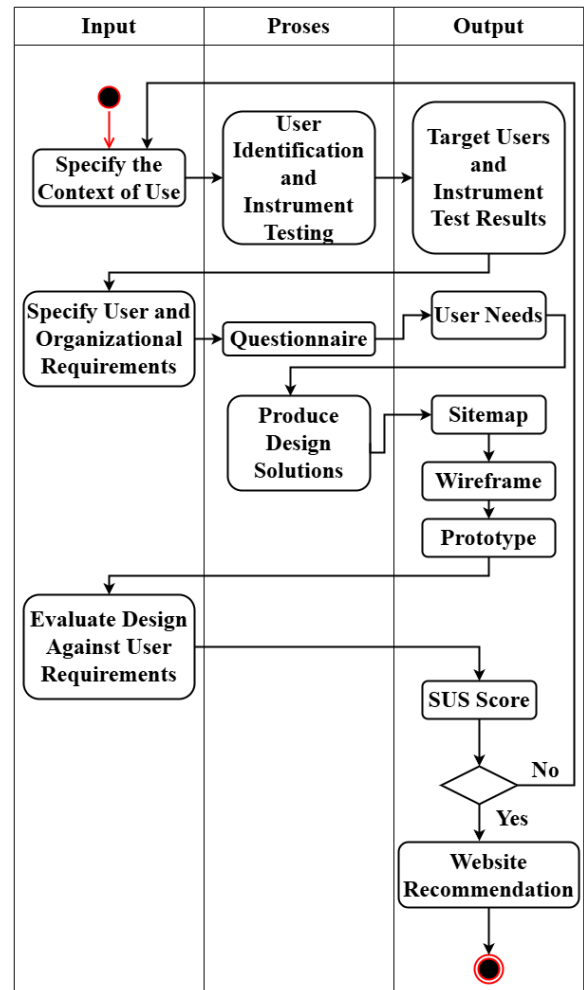 Input
Proses
Output
Specify the
Context of Use
User
Identification
and
Instrument
Testing
Target Users
and
Instrument
Test Results
Specify User and
Organizational
Requirements
Questionnaire
User Needs
Produce
Design
Solutions
Sitemap
Wireframe
Prototype
Evaluate Design
Against User
Requirements
SUS Score
No
Yes
Website
Recommendation